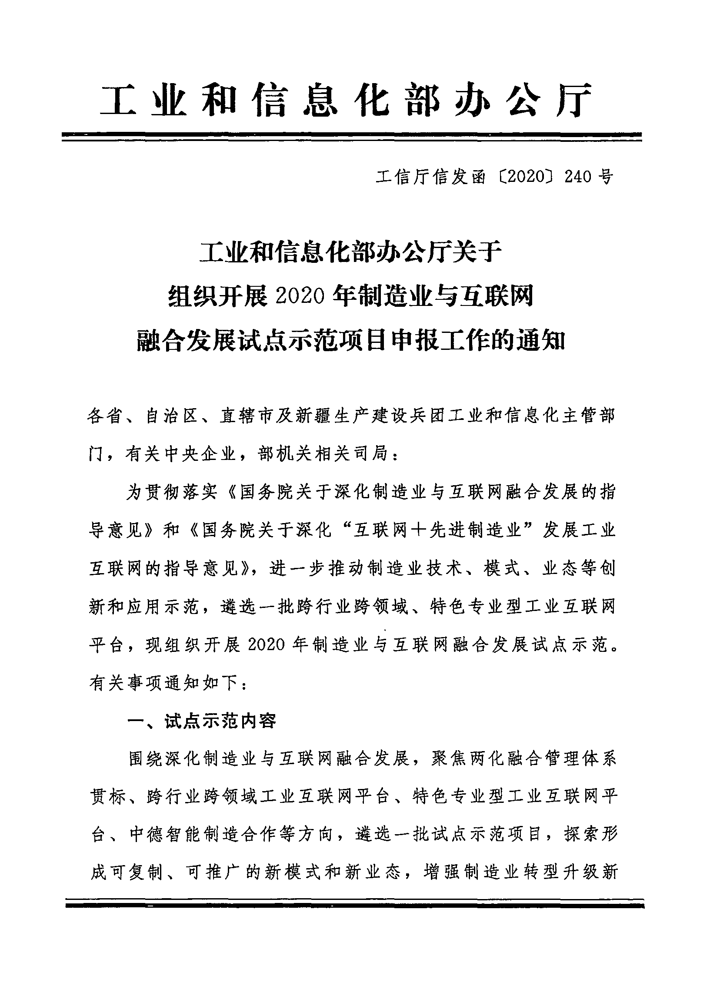 工业和信息化部办公厅
工信厅信发函〔2020〕240 号
工业和信息化部办公厅关于
组织开展 2020 年制造业与互联网
融合发展试点示范项目申报工作的通知
各省、自治区、直辖市及新疆生产建设兵团工业和信息化主管部
门，有关中央企业，部机关相关司局：
为贯彻落实《国务院关于深化制造业与互联网融合发展的指
导意见》和《国务院关于深化“互联网＋先进制造业”发展工业
互联网的指导意见》，进一步推动制造业技术、模式、业态等创
新和应用示范，遴选一批跨行业跨领域、特色专业型工业互联网
平台，现组织开展 2020 年制造业与互联网融合发展试点示范。
有关事项通知如下：
一、试点示范内容
围绕深化制造业与互联网融合发展，聚焦两化融合管理体系
贯标、跨行业跨领域工业互联网平台、特色专业型工业互联网平
台、中德智能制造合作等方向，遴选一批试点示范项目，探索形
成可复制、可推广的新模式和新业态，增强制造业转型升级新